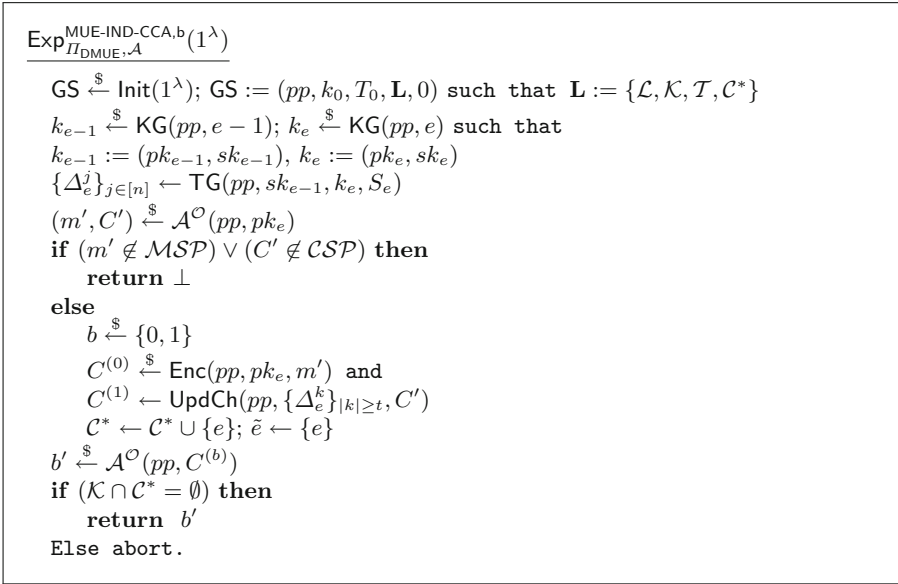 Exp^{MUE-IND-CCA,b}_{Π_{DMUE},𝒜}(1^λ)
GS ←$ Init(1^λ); GS := (pp, k_0, T_0, **L**, 0) such that **L** := {ℒ, 𝒦, 𝒯, 𝒞*}
k_{e−1} ←$ KG(pp, e − 1); k_e ←$ KG(pp, e) such that
k_{e−1} := (pk_{e−1}, sk_{e−1}), k_e := (pk_e, sk_e)
{Δ_e^j}_{j∈[n]} ← TG(pp, sk_{e−1}, k_e, S_e)
(m′, C′) ←$ 𝒜^𝒪(pp, pk_e)
if (m′ ∉ ℳ𝒮𝒫) ∨ (C′ ∉ 𝒞𝒮𝒫) then
return ⊥
else
b ←$ {0, 1}
C^{(0)} ←$ Enc(pp, pk_e, m′) and
C^{(1)} ← UpdCh(pp, {Δ_e^k}_{|k|≥t}, C′)
𝒞* ← 𝒞* ∪ {e}; ẽ ← {e}
b′ ←$ 𝒜^𝒪(pp, C^{(b)})
if (𝒦 ∩ 𝒞* = ∅) then
return b′
Else abort.